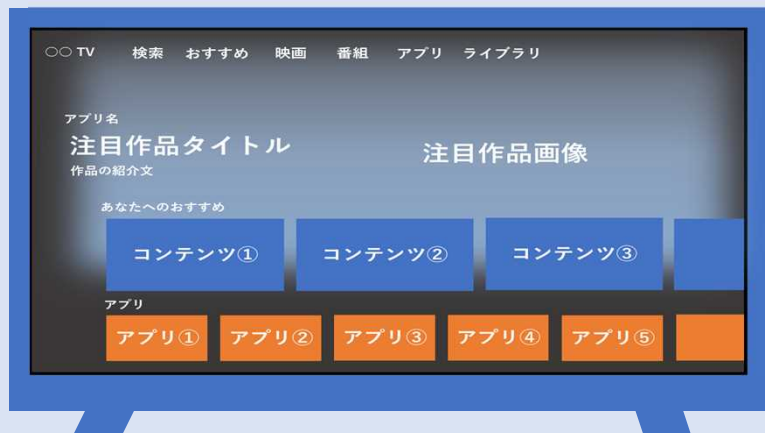 ○○ TV 検索 おすすめ 映画 番組 アプリ ライブラリ
アプリ名
注目作品タイトル
作品の紹介文
注目作品画像
あなたへのおすすめ
コンテンツ① コンテンツ② コンテンツ③
アプリ
アプリ① アプリ② アプリ③ アプリ④ アプリ⑤